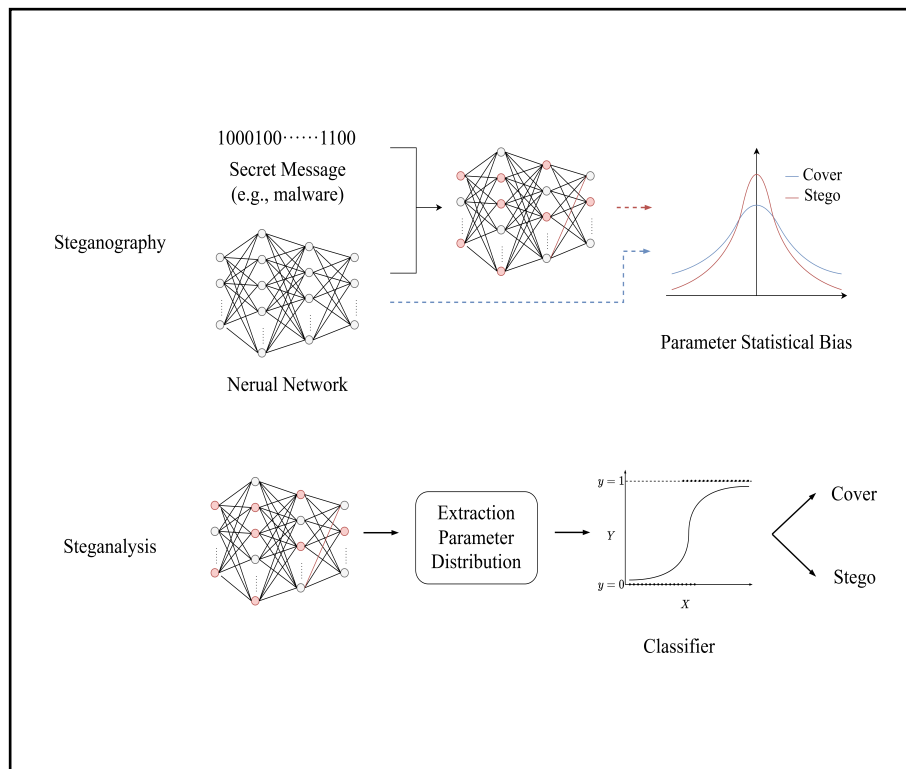 1000100······1100
Secret Message
(e.g., malware)
Steganography
Nerual Network
Cover
Stego
Parameter Statistical Bias
Steganalysis
Extraction
Parameter
Distribution
y = 1
Y
y = 0
X
Classifier
Cover
Stego